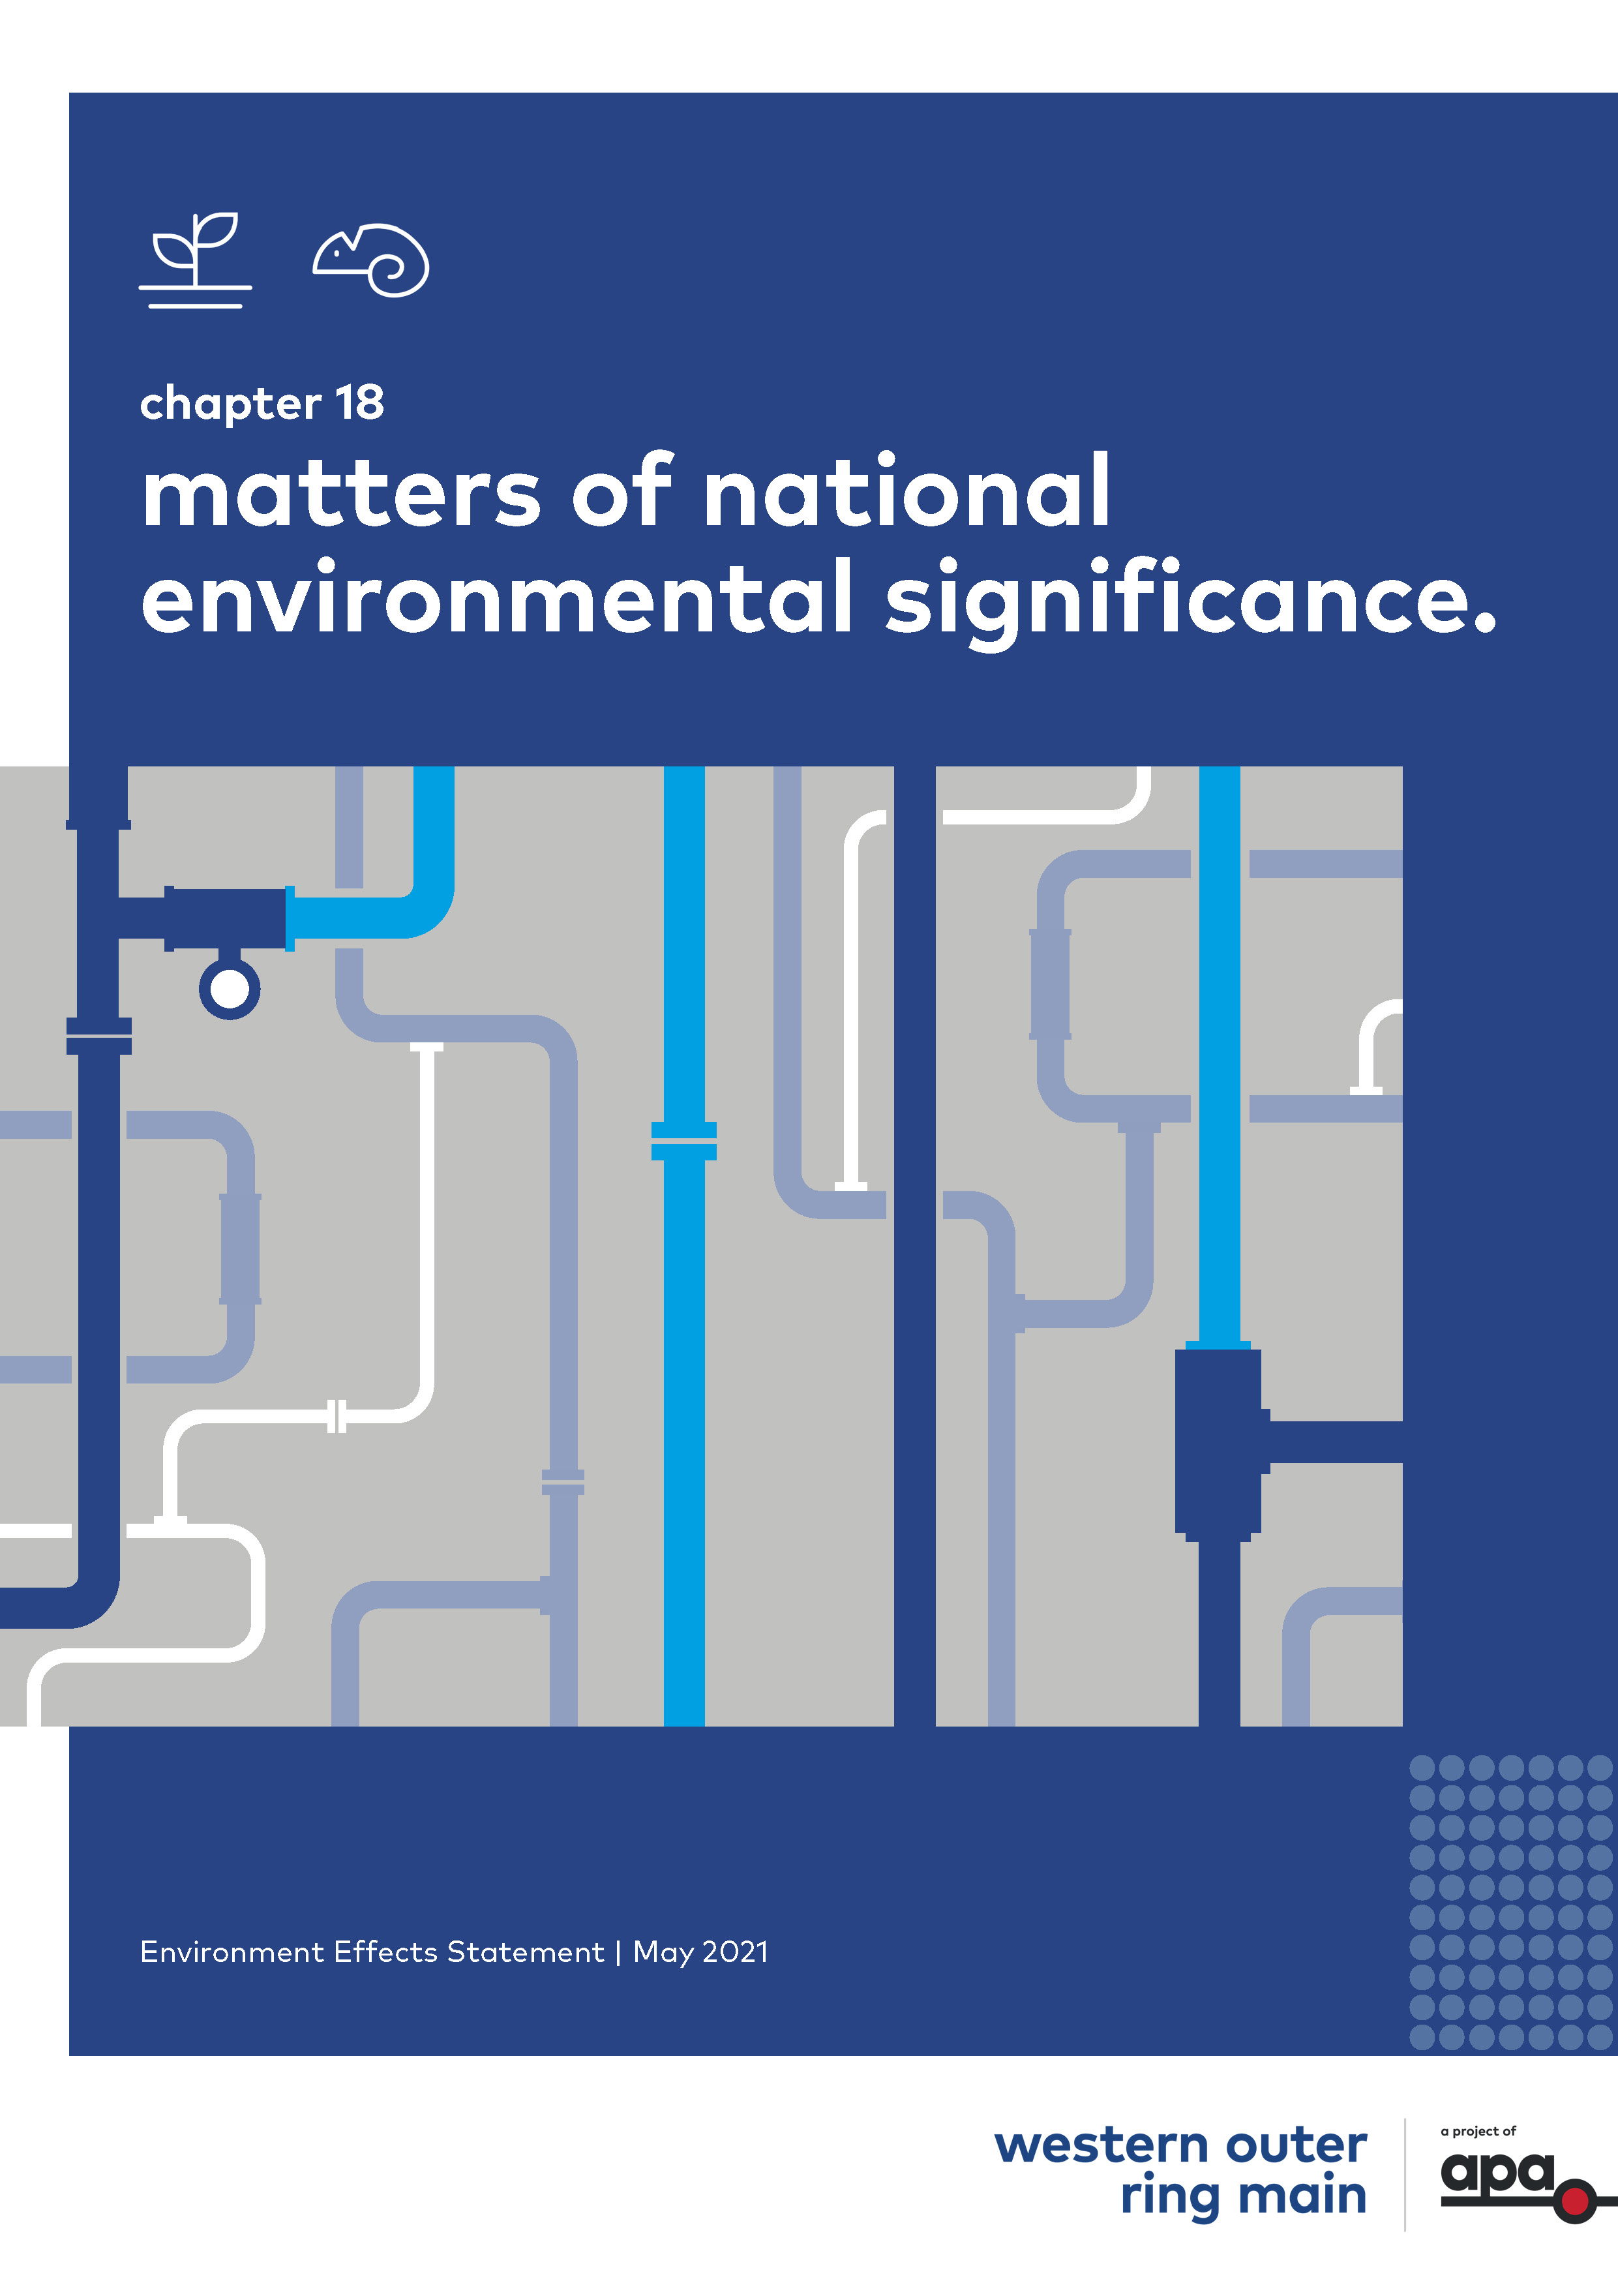 chapter 18
matters of national
environmental significance.
Environment Effects Statement | May 2021
western outer
ring main
a project of
apa